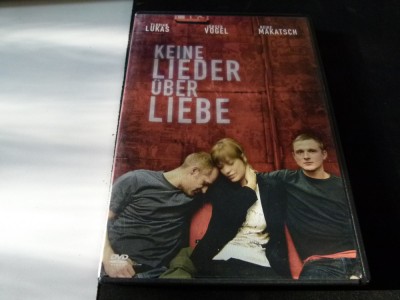 LUKAS VOGEL MAKATSCH
KEINE
LIEDER
ÜBER
LIEBE
DVD